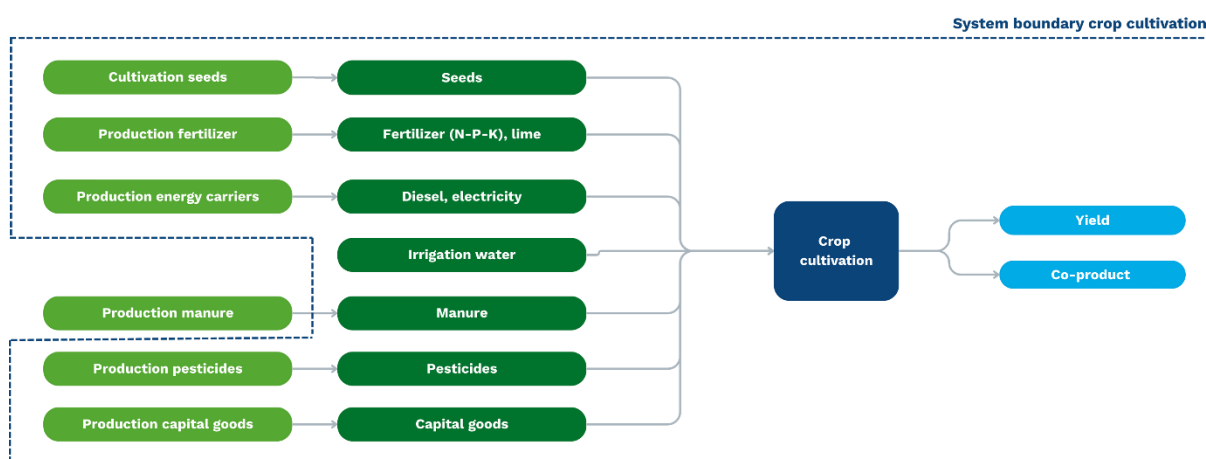 System boundary crop cultivation
Cultivation seeds
Seeds
Production fertilizer
Fertilizer (N-P-K), lime
Production energy carriers
Diesel, electricity
Irrigation water
Production manure
Manure
Production pesticides
Pesticides
Production capital goods
Capital goods
Crop
cultivation
Yield
Co-product